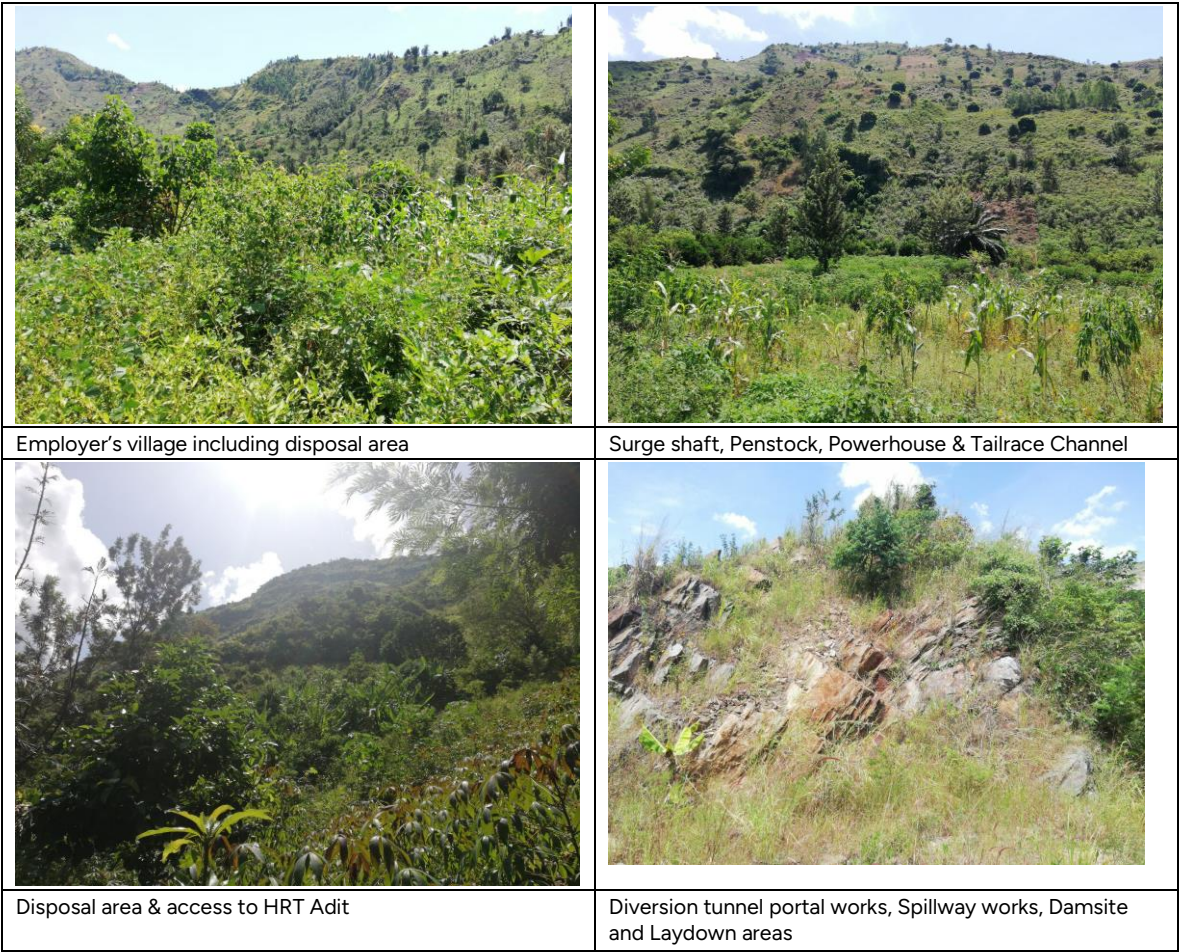 Employer’s village including disposal area
Surge shaft, Penstock, Powerhouse & Tailrace Channel
Disposal area & access to HRT Adit
Diversion tunnel portal works, Spillway works, Damsite
and Laydown areas